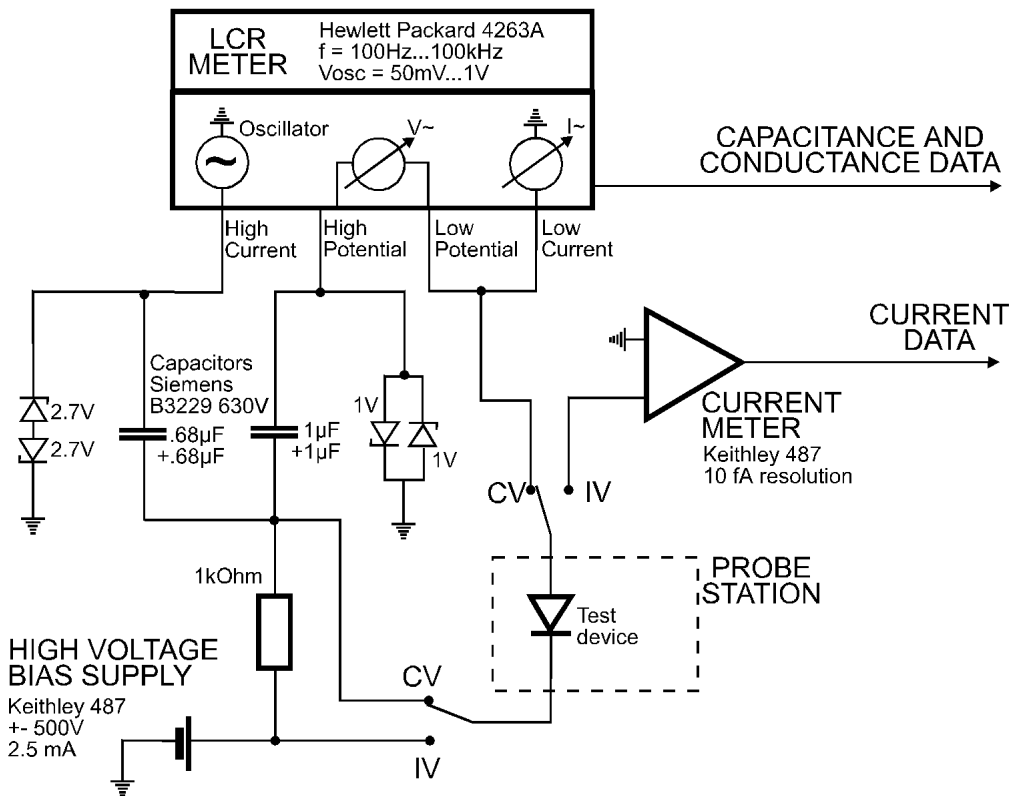 LCR
METER
Hewlett Packard 4263A
f = 100Hz...100kHz
Vosc = 50mV...1V
Oscillator
V~
I~
CAPACITANCE AND
CONDUCTANCE DATA
High
Current
High
Potential
Low
Potential
Low
Current
CURRENT
DATA
Capacitors
Siemens
B3229 630V
2.7V
2.7V
.68µF
+.68µF
1µF
+1µF
1V
1V
CURRENT
METER
Keithley 487
10 fA resolution
CV
IV
PROBE
STATION
1kOhm
Test
device
HIGH VOLTAGE
BIAS SUPPLY
Keithley 487
+- 500V
2.5 mA
CV
IV